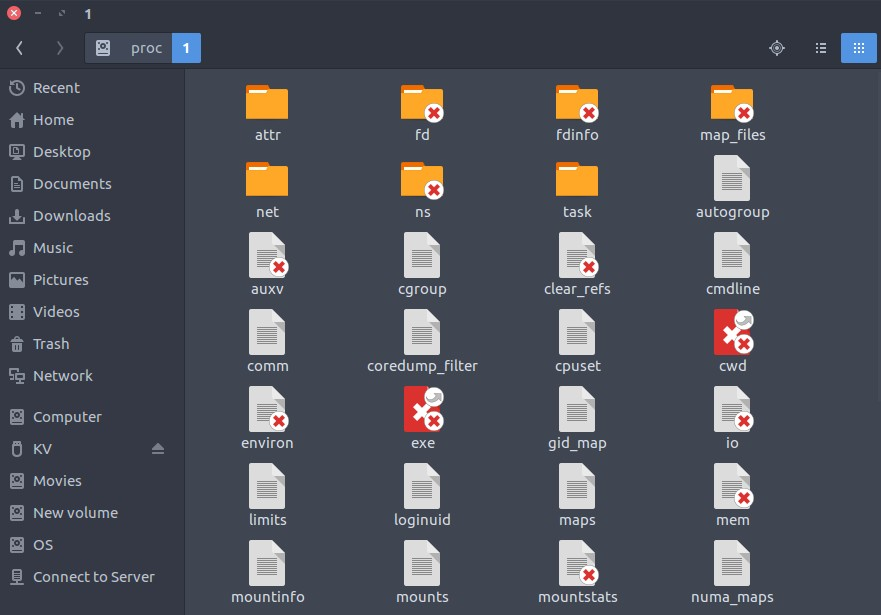 1
proc 1
Recent
Home
Desktop
Documents
Downloads
Music
Pictures
Videos
Trash
Network
Computer
KV
Movies
New volume
OS
Connect to Server
attr fd fdinfo map_files
net ns task autogroup
auxv cgroup clear_refs cmdline
comm coredump_filter cpuset cwd
environ exe gid_map io
limits loginuid maps mem
mountinfo mounts mountstats numa_maps